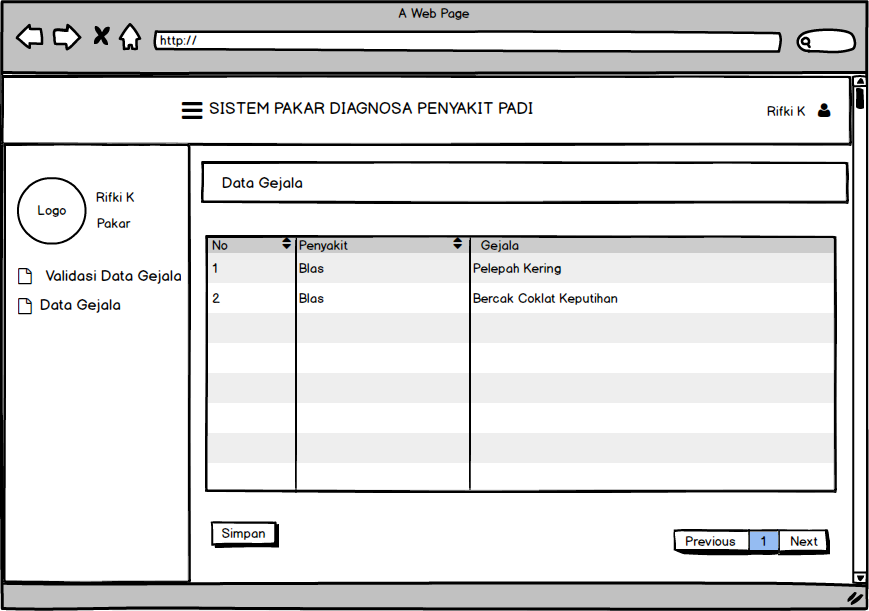 A Web Page
http://
SISTEM PAKAR DIAGNOSA PENYAKIT PADI
Rifki K
Logo
Rifki K
Pakar
Validasi Data Gejala
Data Gejala
Data Gejala
No Penyakit Gejala
1 Blas Pelepah Kering
2 Blas Bercak Coklat Keputihan
Simpan
Previous 1 Next